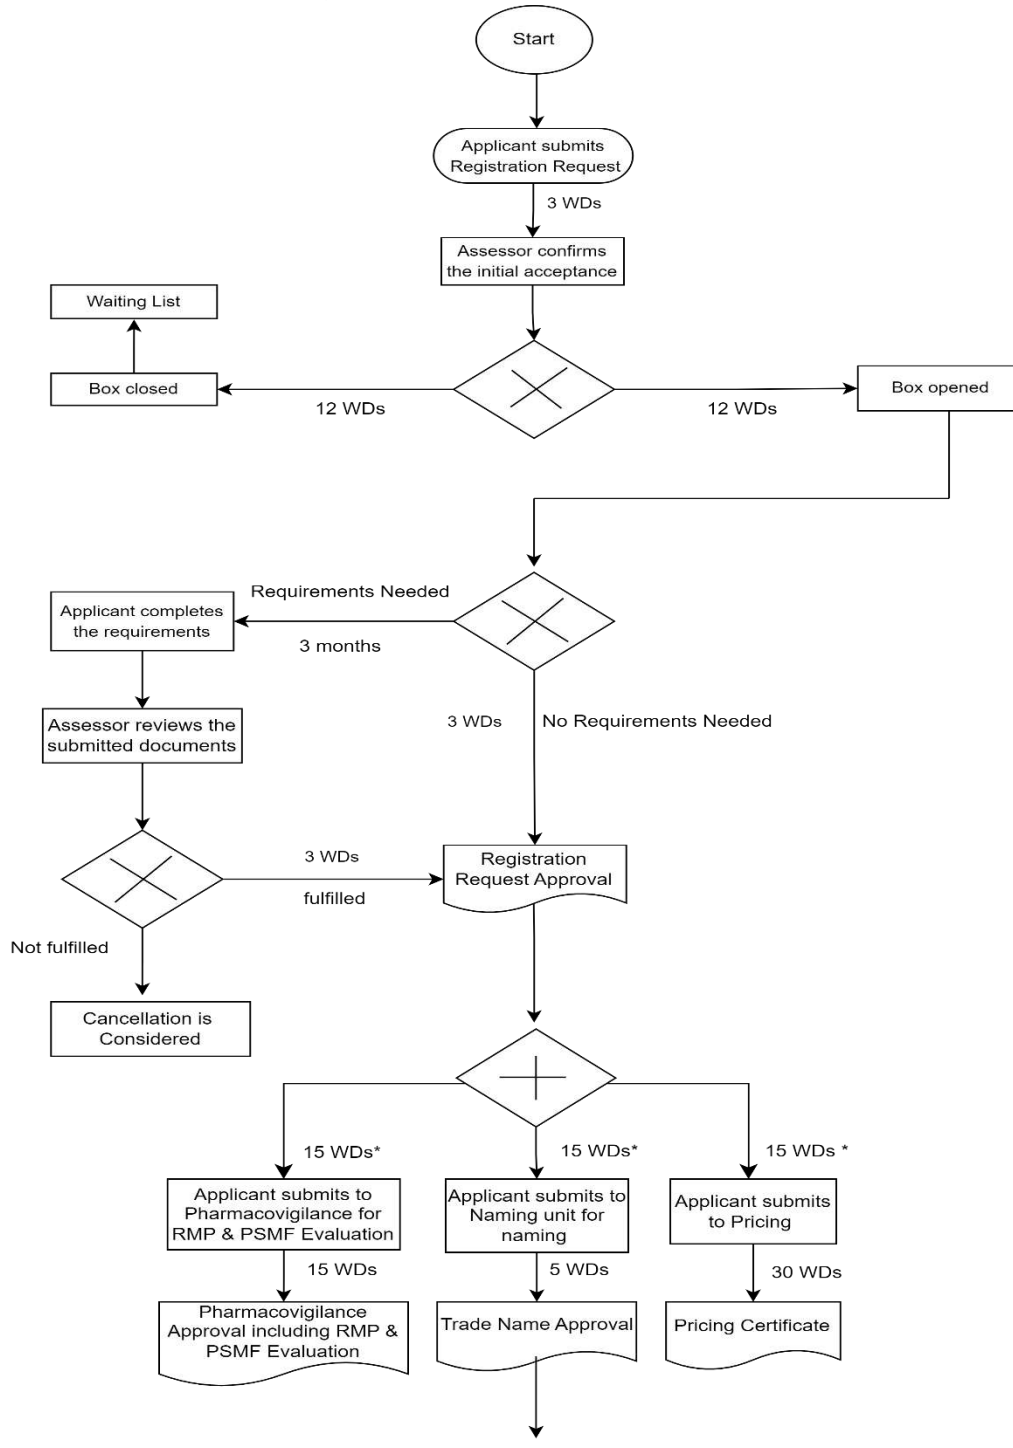 Start
Applicant submits
Registration Request
3 WDs
Assessor confirms
the initial acceptance
Waiting List
Box closed
12 WDs
12 WDs
Box opened
Requirements Needed
Applicant completes
the requirements
3 months
Assessor reviews the
submitted documents
3 WDs
No Requirements Needed
3 WDs
fulfilled
Registration
Request Approval
Not fulfilled
Cancellation is
Considered
15 WDs*
15 WDs*
15 WDs *
Applicant submits to
Pharmacovigilance for
RMP & PSMF Evaluation
Applicant submits to
Naming unit for
naming
Applicant submits
to Pricing
15 WDs
5 WDs
30 WDs
Pharmacovigilance
Approval including RMP &
PSMF Evaluation
Trade Name Approval
Pricing Certificate